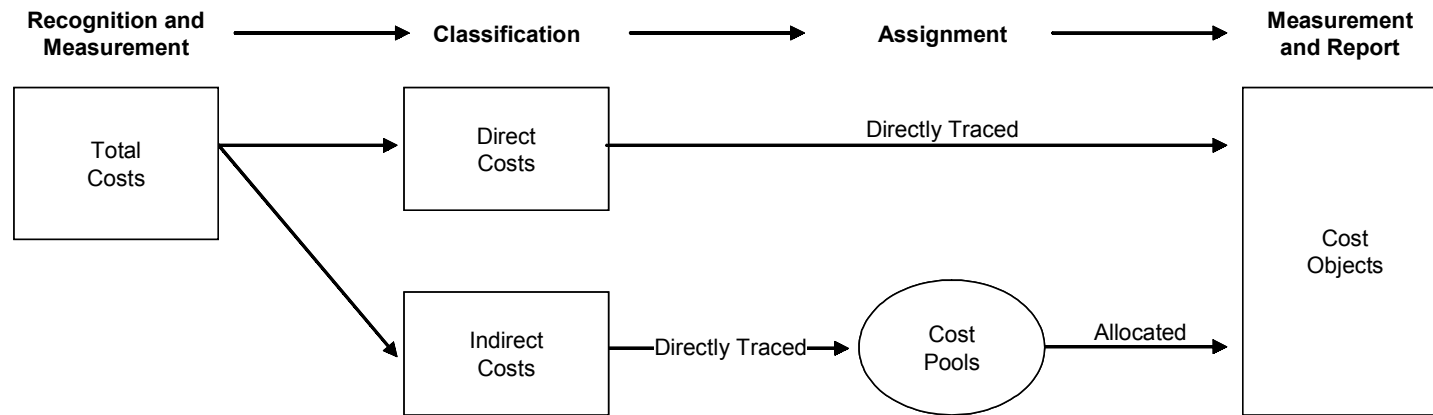 Recognition and
Measurement
Classification
Assignment
Measurement
and Report
Total
Costs
Direct
Costs
Directly Traced
Cost
Objects
Indirect
Costs
Directly Traced
Cost
Pools
Allocated